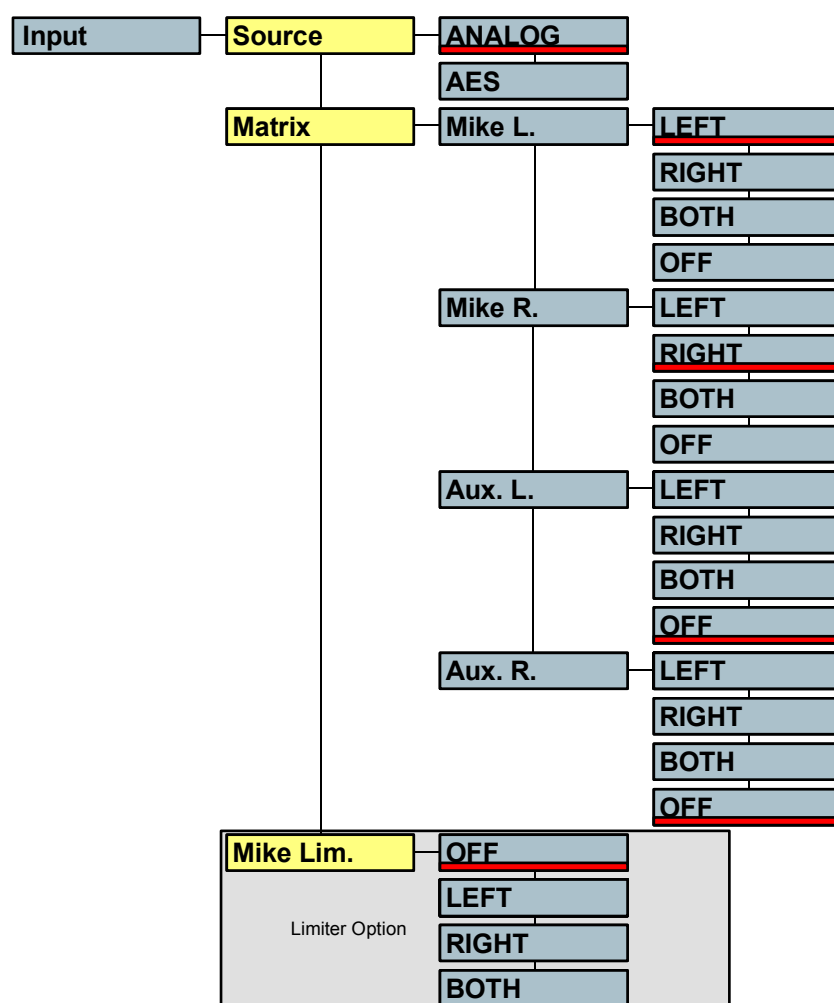 Input
Source
ANALOG
AES
Matrix
Mike L.
LEFT
RIGHT
BOTH
OFF
Mike R.
LEFT
RIGHT
BOTH
OFF
Aux. L.
LEFT
RIGHT
BOTH
OFF
Aux. R.
LEFT
RIGHT
BOTH
OFF
Mike Lim.
OFF
LEFT
Limiter Option
RIGHT
BOTH